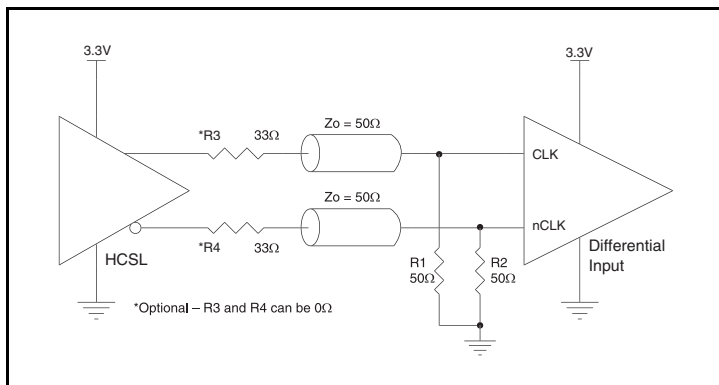 3.3V
3.3V
*R3 33Ω
Zo = 50Ω
CLK
Zo = 50Ω
nCLK
*R4 33Ω
HCSL
Differential
Input
R1
50Ω
R2
50Ω
*Optional – R3 and R4 can be 0Ω